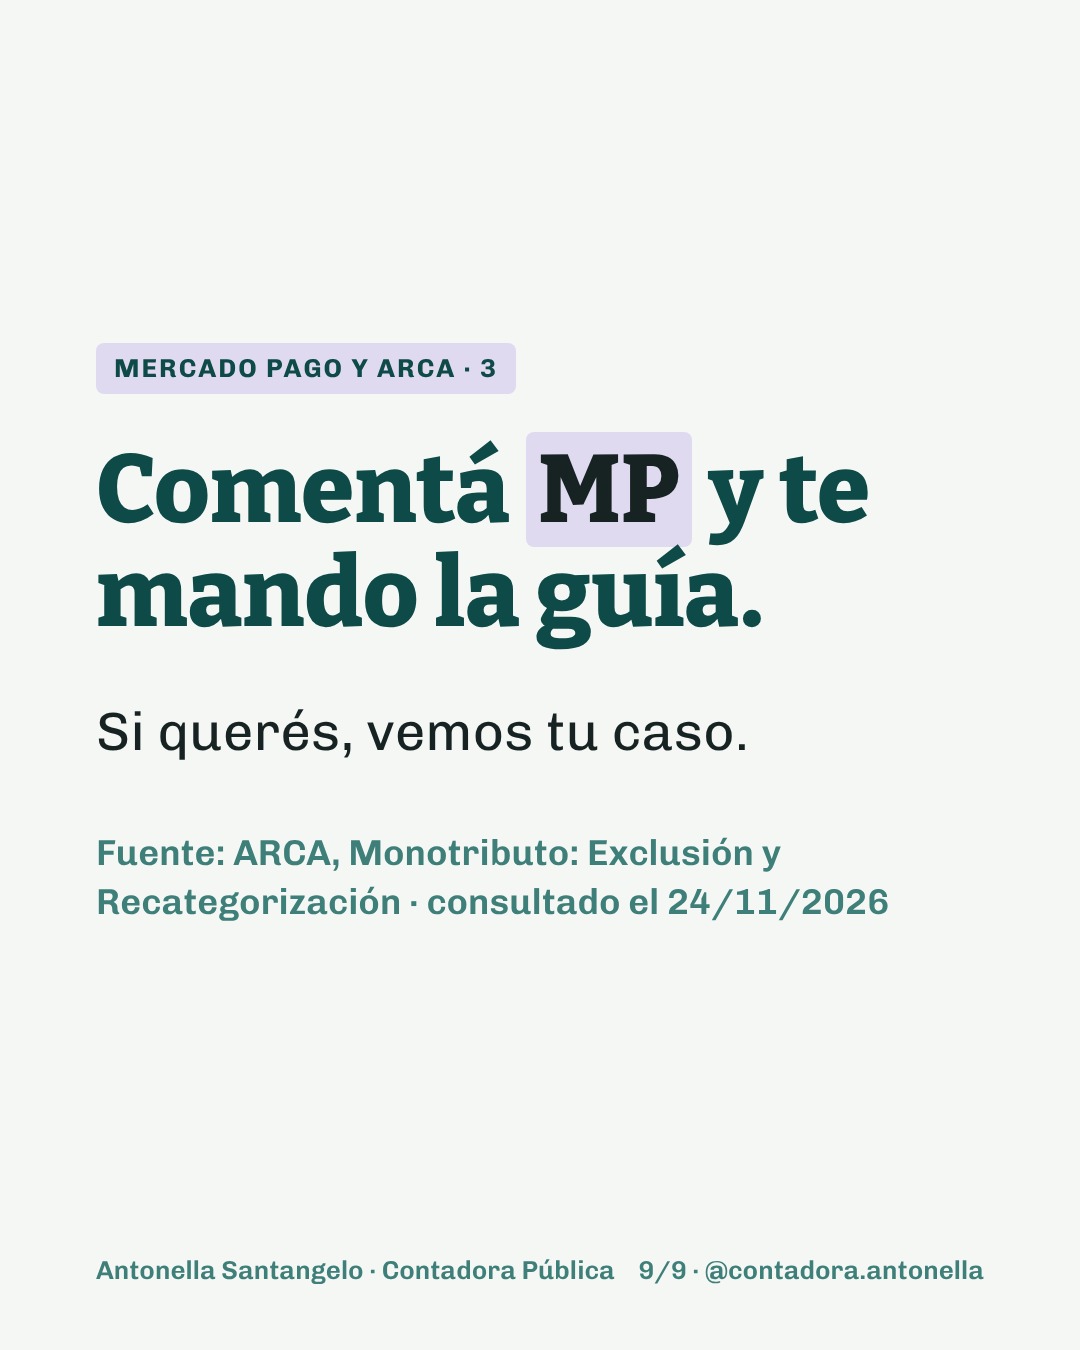 MERCADO PAGO Y ARCA · 3
Comentá MP y te
mando la guía.
Si querés, vemos tu caso.
Fuente: ARCA, Monotributo: Exclusión y
Recategorización · consultado el 24/11/2026
Antonella Santangelo · Contadora Pública 9/9 · @contadora.antonella